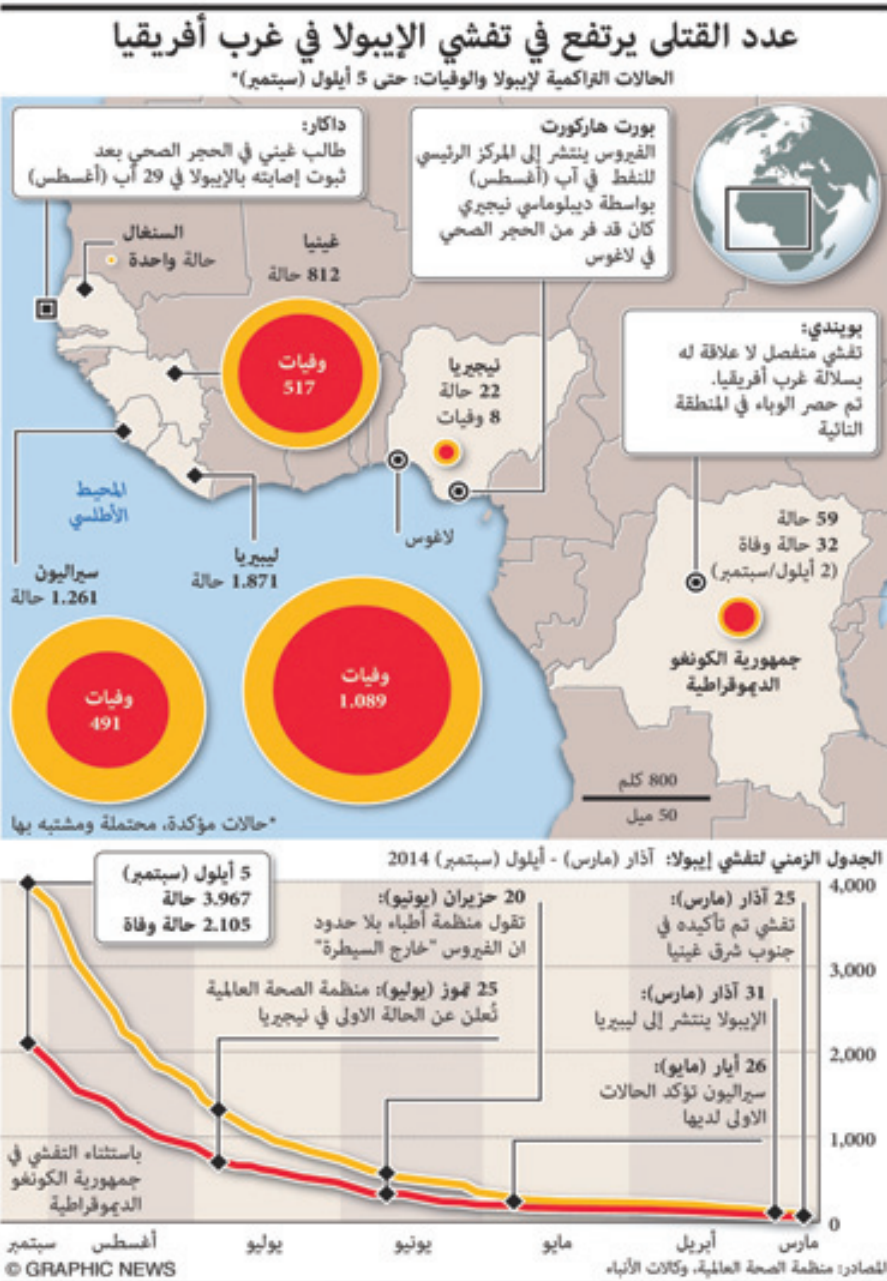 عدد القتلى يرتفع في تفشي الإيبولا في غرب أفريقيا
الحالات التراكمية لإيبولا والوفيات: حتى 5 أيلول (سبتمبر)*
بورت هاركورت
الفيروس ينتشر إلى المركز الرئيسي
للنفط في آب (أغسطس)
بواسطة ديبلوماسي نيجيري
كان قد فر من الحجر الصحي
في لاغوس
داكار:
طالب غيني في الحجر الصحي بعد
ثبوت إصابته بالإيبولا في 29 أب (أغسطس)
السنغال
حالة واحدة
غينيا
812 حالة
وفيات
517
نيجيريا
22 حالة
8 وفيات
بويندي:
تفشي منفصل لا علاقة له
بسلالة غرب أفريقيا.
تم حصر الوباء في المنطقة
النائية
المحيط
الأطلسي
لاغوس
ليبيريا
1.871 حالة
سيراليون
1.261 حالة
59 حالة
32 حالة وفاة
(2 أيلول/سبتمبر)
جمهورية الكونغو
الديموقراطية
وفيات
1.089
وفيات
491
800 كلم
50 ميل
*حالات مؤكدة، محتملة ومشتبه بها
الجدول الزمني لتفشي إيبولا: آذار (مارس) - أيلول (سبتمبر) 2014
4,000
3,000
2,000
1,000
0
25 آذار (مارس):
تفشي تم تأكيده في
جنوب شرق غينيا
31 آذار (مارس):
الإيبولا ينتشر إلى ليبيريا
26 أيار (مايو):
سيراليون تؤكد الحالات
الاولى لديها
20 حزيران (يونيو):
تقول منظمة أطباء بلا حدود
ان الفيروس "خارج السيطرة"
25 تموز (يوليو): منظمة الصحة العالمية
تُعلن عن الحالة الاولى في نيجيريا
5 أيلول (سبتمبر)
3.967 حالة
2.105 حالة وفاة
باستثناء التفشي في
جمهورية الكونغو
الديموقراطية
مارس
أبريل
مايو
يونيو
يوليو
أغسطس
سبتمبر
المصادر: منظمة الصحة العالمية، وكالات الأنباء
© GRAPHIC NEWS